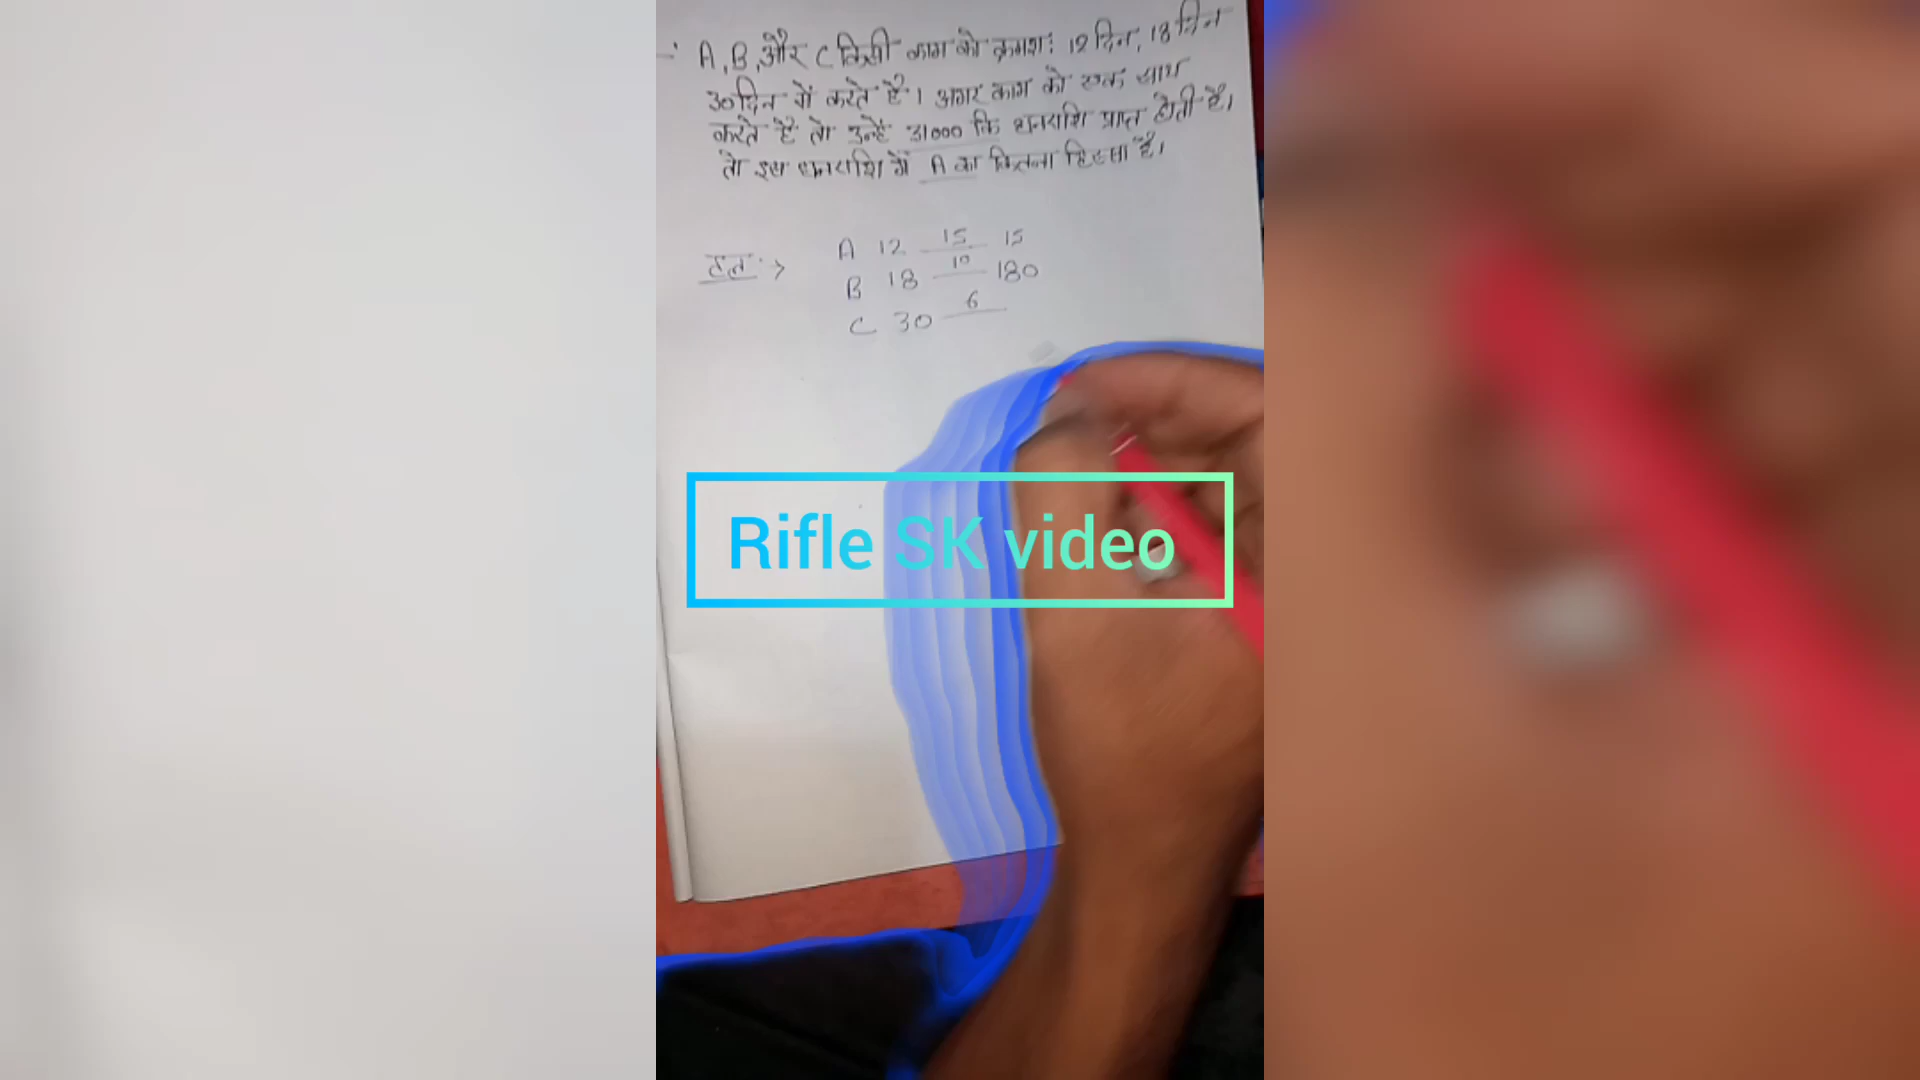 A, B, और C किसी काम को क्रमशः 12 दिन, 18 दिन
30 दिन में करते है। अगर काम को एक साथ
करते है तो उन्हे 31000 कि धनराशि प्राप्त होती है।
तो इस धनराशि में A का कितना हिस्सा है।
हल :->
A 12 15 15
B 18 10 180
C 30 6
Rifle SK video